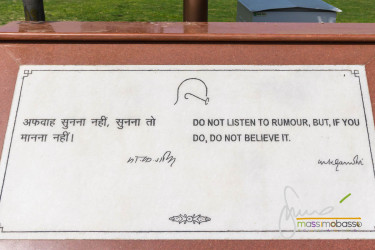 अफवाह सुनना नहीं, सुनना तो
मानना नहीं।
DO NOT LISTEN TO RUMOUR, BUT, IF YOU
DO, DO NOT BELIEVE IT.
mkgandhi
massimobasso